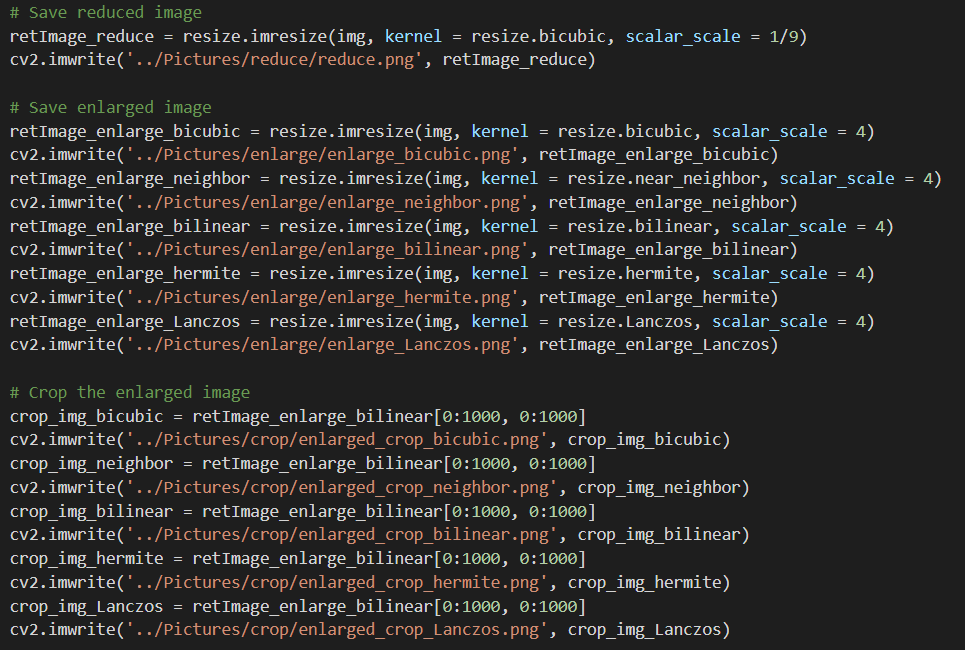 # Save reduced image
retImage_reduce = resize.imresize(img, kernel = resize.bicubic, scalar_scale = 1/9)
cv2.imwrite('../Pictures/reduce/reduce.png', retImage_reduce)

# Save enlarged image
retImage_enlarge_bicubic = resize.imresize(img, kernel = resize.bicubic, scalar_scale = 4)
cv2.imwrite('../Pictures/enlarge/enlarge_bicubic.png', retImage_enlarge_bicubic)
retImage_enlarge_neighbor = resize.imresize(img, kernel = resize.near_neighbor, scalar_scale = 4)
cv2.imwrite('../Pictures/enlarge/enlarge_neighbor.png', retImage_enlarge_neighbor)
retImage_enlarge_bilinear = resize.imresize(img, kernel = resize.bilinear, scalar_scale = 4)
cv2.imwrite('../Pictures/enlarge/enlarge_bilinear.png', retImage_enlarge_bilinear)
retImage_enlarge_hermite = resize.imresize(img, kernel = resize.hermite, scalar_scale = 4)
cv2.imwrite('../Pictures/enlarge/enlarge_hermite.png', retImage_enlarge_hermite)
retImage_enlarge_Lanczos = resize.imresize(img, kernel = resize.Lanczos, scalar_scale = 4)
cv2.imwrite('../Pictures/enlarge/enlarge_Lanczos.png', retImage_enlarge_Lanczos)

# Crop the enlarged image
crop_img_bicubic = retImage_enlarge_bilinear[0:1000, 0:1000]
cv2.imwrite('../Pictures/crop/enlarged_crop_bicubic.png', crop_img_bicubic)
crop_img_neighbor = retImage_enlarge_bilinear[0:1000, 0:1000]
cv2.imwrite('../Pictures/crop/enlarged_crop_neighbor.png', crop_img_neighbor)
crop_img_bilinear = retImage_enlarge_bilinear[0:1000, 0:1000]
cv2.imwrite('../Pictures/crop/enlarged_crop_bilinear.png', crop_img_bilinear)
crop_img_hermite = retImage_enlarge_bilinear[0:1000, 0:1000]
cv2.imwrite('../Pictures/crop/enlarged_crop_hermite.png', crop_img_hermite)
crop_img_Lanczos = retImage_enlarge_bilinear[0:1000, 0:1000]
cv2.imwrite('../Pictures/crop/enlarged_crop_Lanczos.png', crop_img_Lanczos)